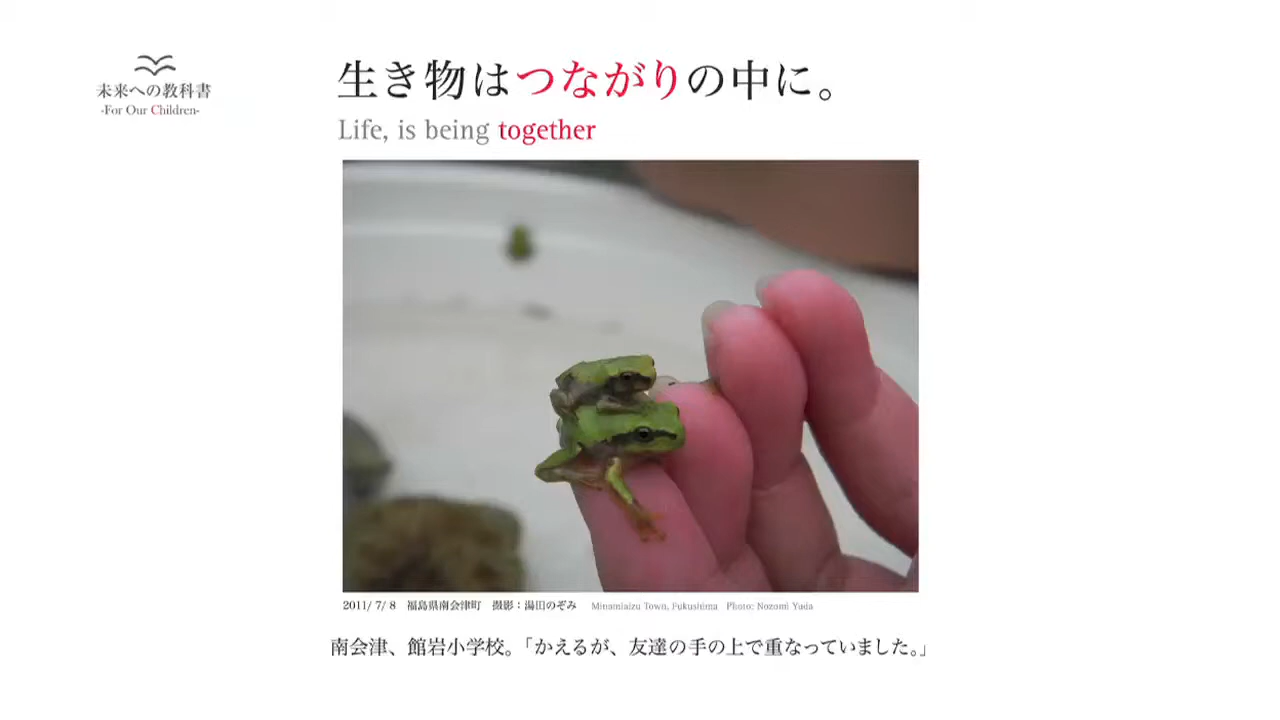 未来への教科書
-For Our Children-
生き物はつながりの中に。
Life, is being together
2011/ 7/ 8 福島県南会津町 撮影：湯田のぞみ Minamiaizu Town, Fukushima Photo: Nozomi Yuda
南会津、館岩小学校。「かえるが、友達の手の上で重なっていました。」